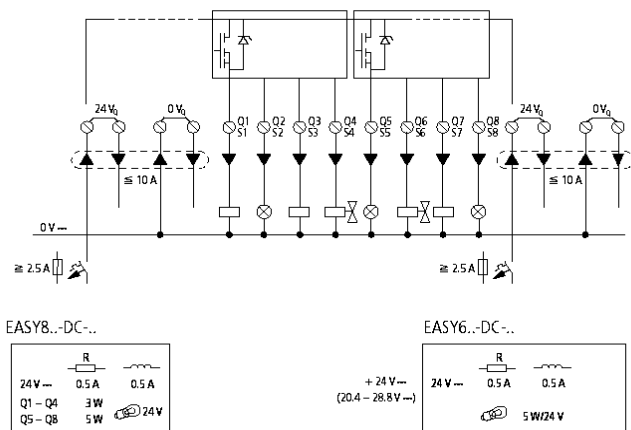 24 VQ 0 VQ Q1 Q2 Q3 Q4 Q5 Q6 Q7 Q8 24 VQ 0 VQ
S1 S2 S3 S4 S5 S6 S7 S8
≦ 10 A ≦ 10 A
0 V
≧ 2.5 A ≧ 2.5 A
EASY8..-DC-.. EASY6..-DC-..
R R
24 V 0.5 A 0.5 A + 24 V 24 V 0.5 A 0.5 A
Q1 – Q4 3 W (20.4 – 28.8 V )
Q5 – Q8 5 W 24 V 5 W/24 V